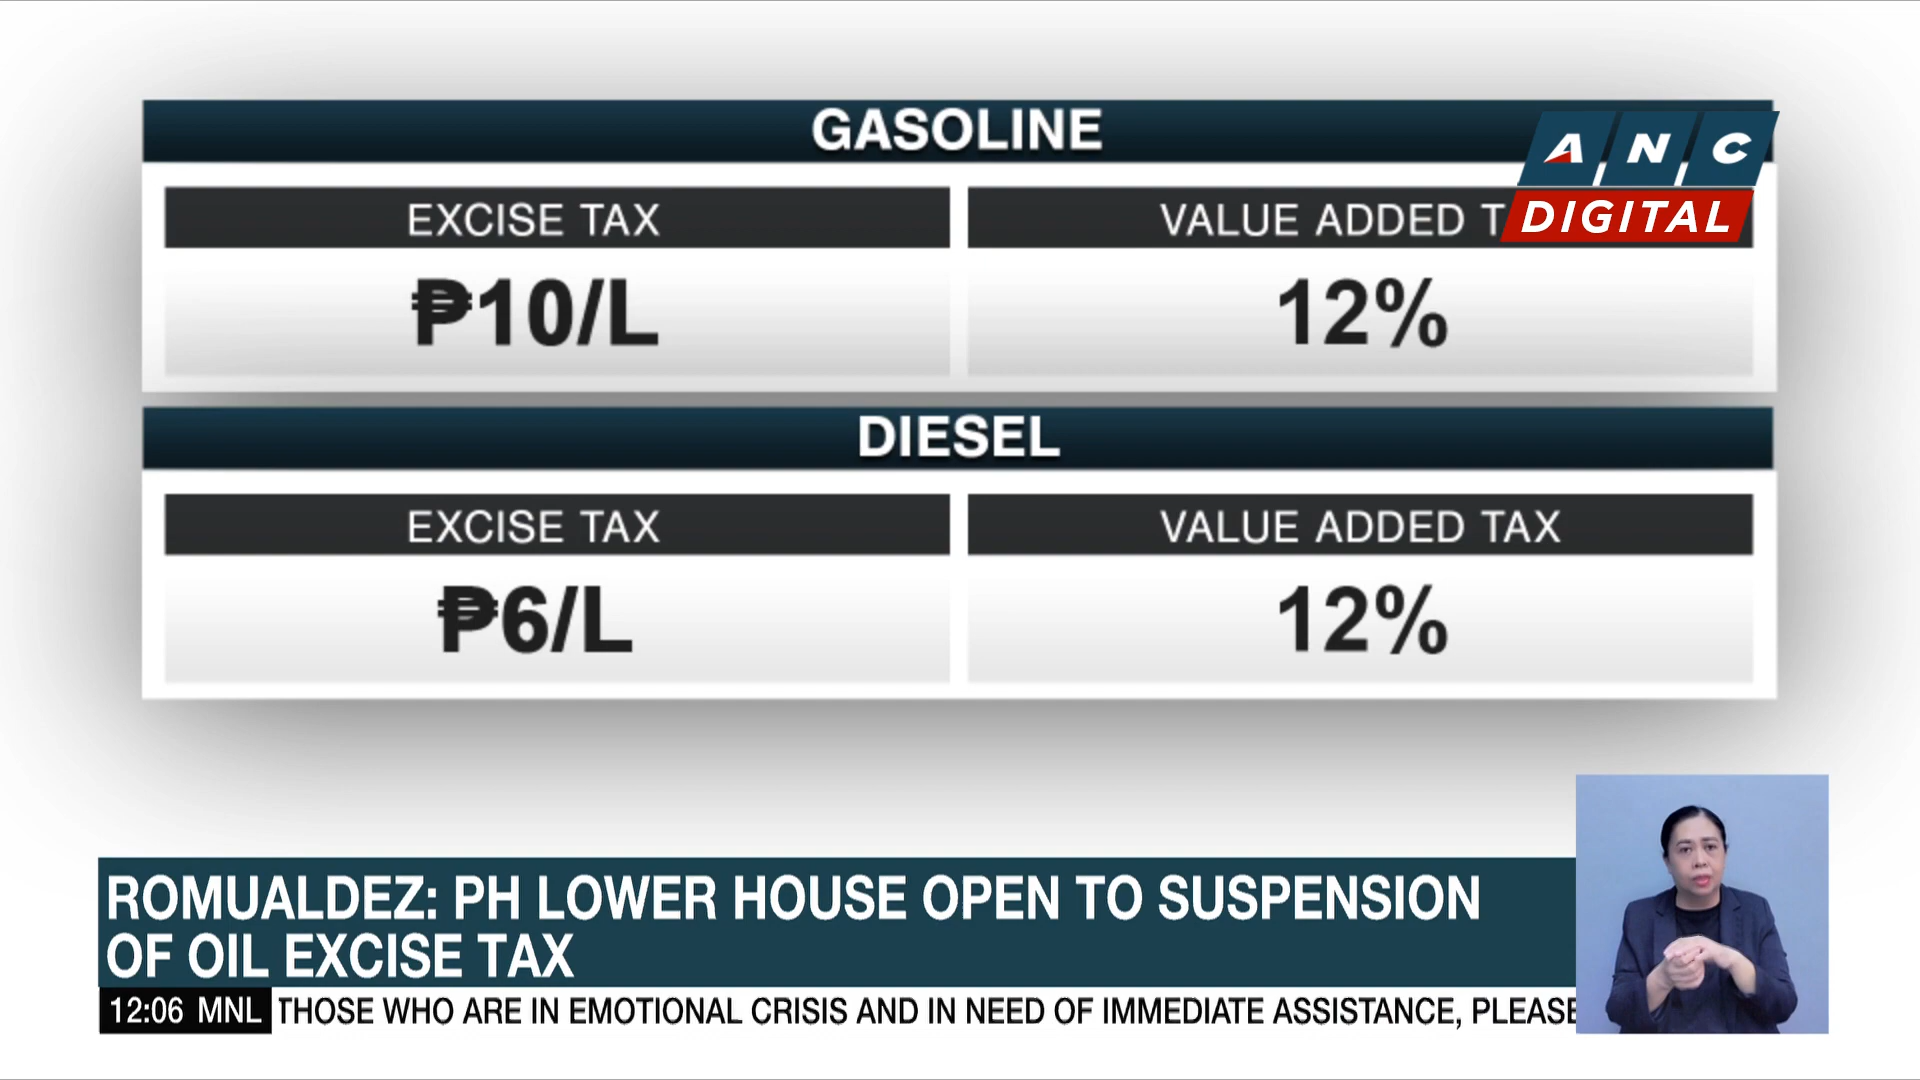 GASOLINE
A N C
DIGITAL
EXCISE TAX
VALUE ADDED T
₱10/L
12%
DIESEL
EXCISE TAX
VALUE ADDED TAX
₱6/L
12%
ROMUALDEZ: PH LOWER HOUSE OPEN TO SUSPENSION
OF OIL EXCISE TAX
12:06 MNL THOSE WHO ARE IN EMOTIONAL CRISIS AND IN NEED OF IMMEDIATE ASSISTANCE, PLEASE